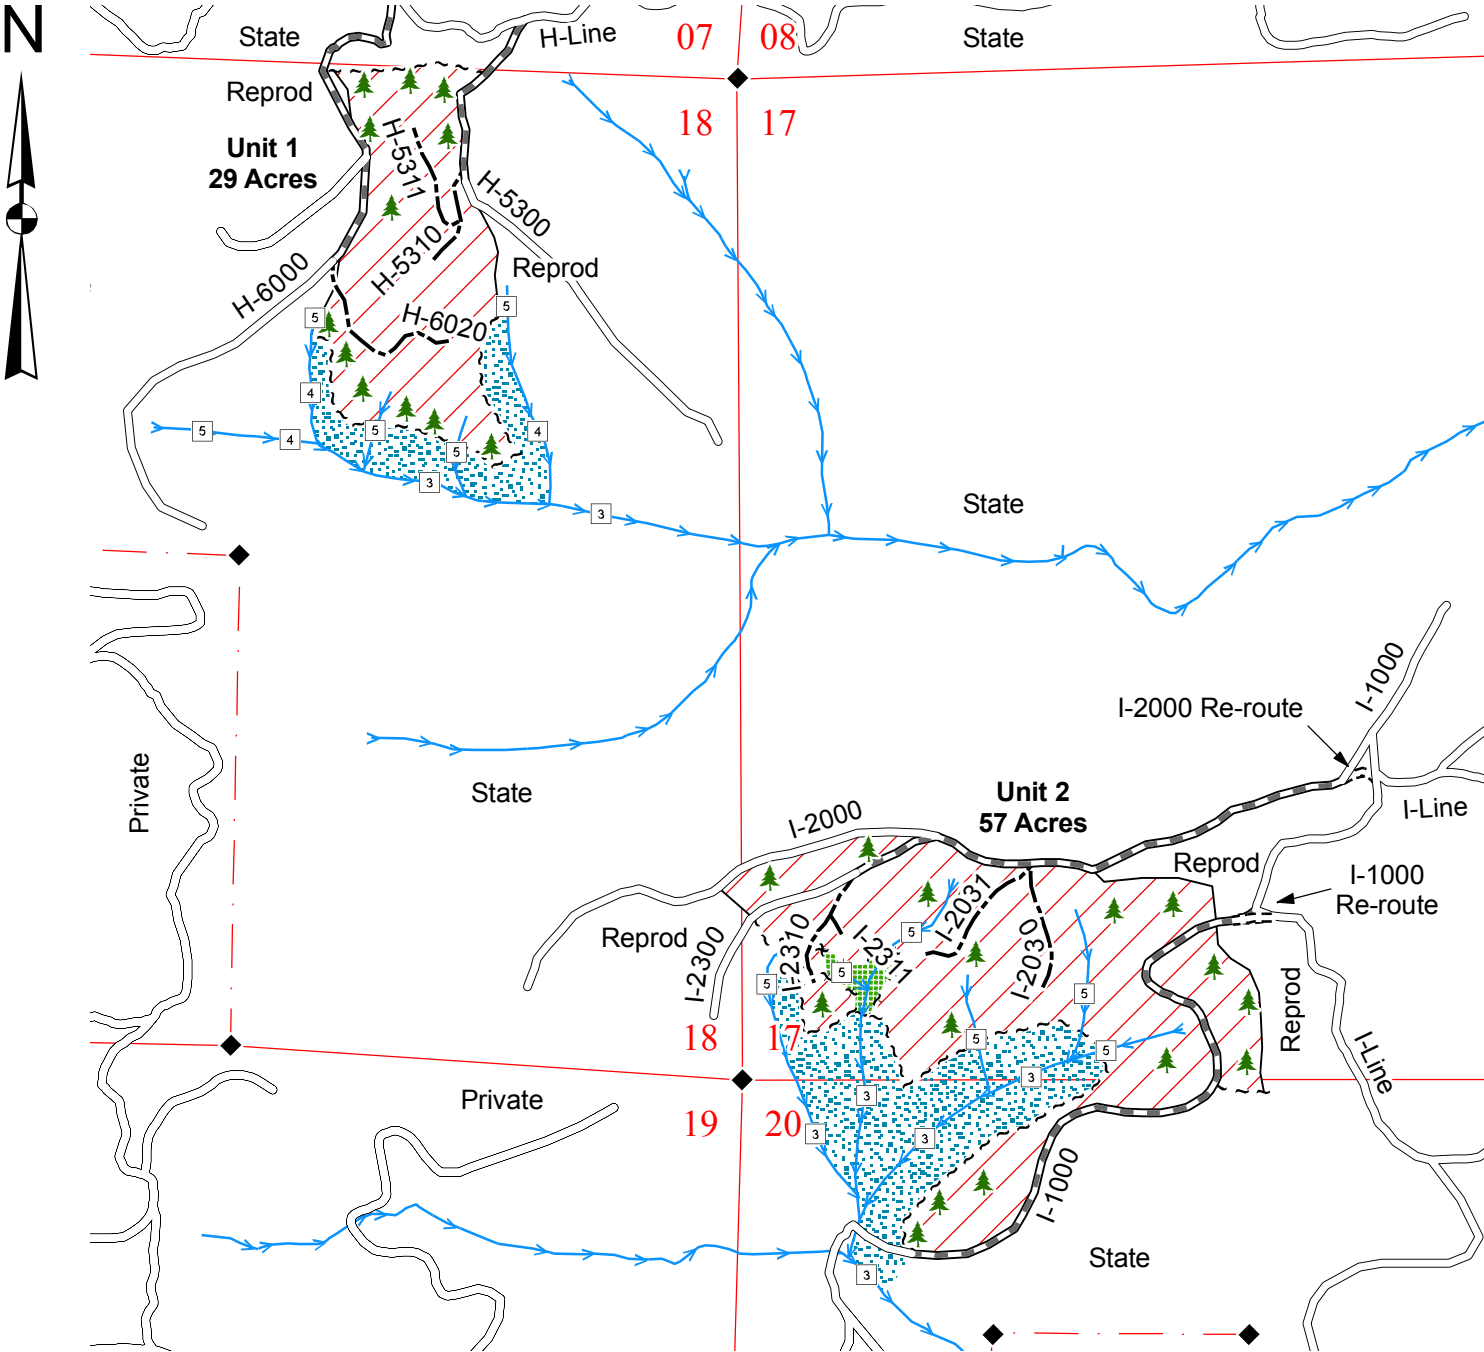 N
State
H-Line
07
08
State
Reprod
18
17
Unit 1
29 Acres
H-5311
H-5300
H-5310
Reprod
H-6000
H-6020
5
5
4
5
4
5
5
4
3
3
State
I-1000
I-2000 Re-route
Private
State
Unit 2
57 Acres
I-2000
I-Line
Reprod
I-1000
Re-route
I-2031
Reprod
I-2310
I-2311
I-2030
5
I-2300
5
5
5
Reprod
18
17
5
5
I-Line
3
3
Private
19
20
3
3
I-1000
State
3